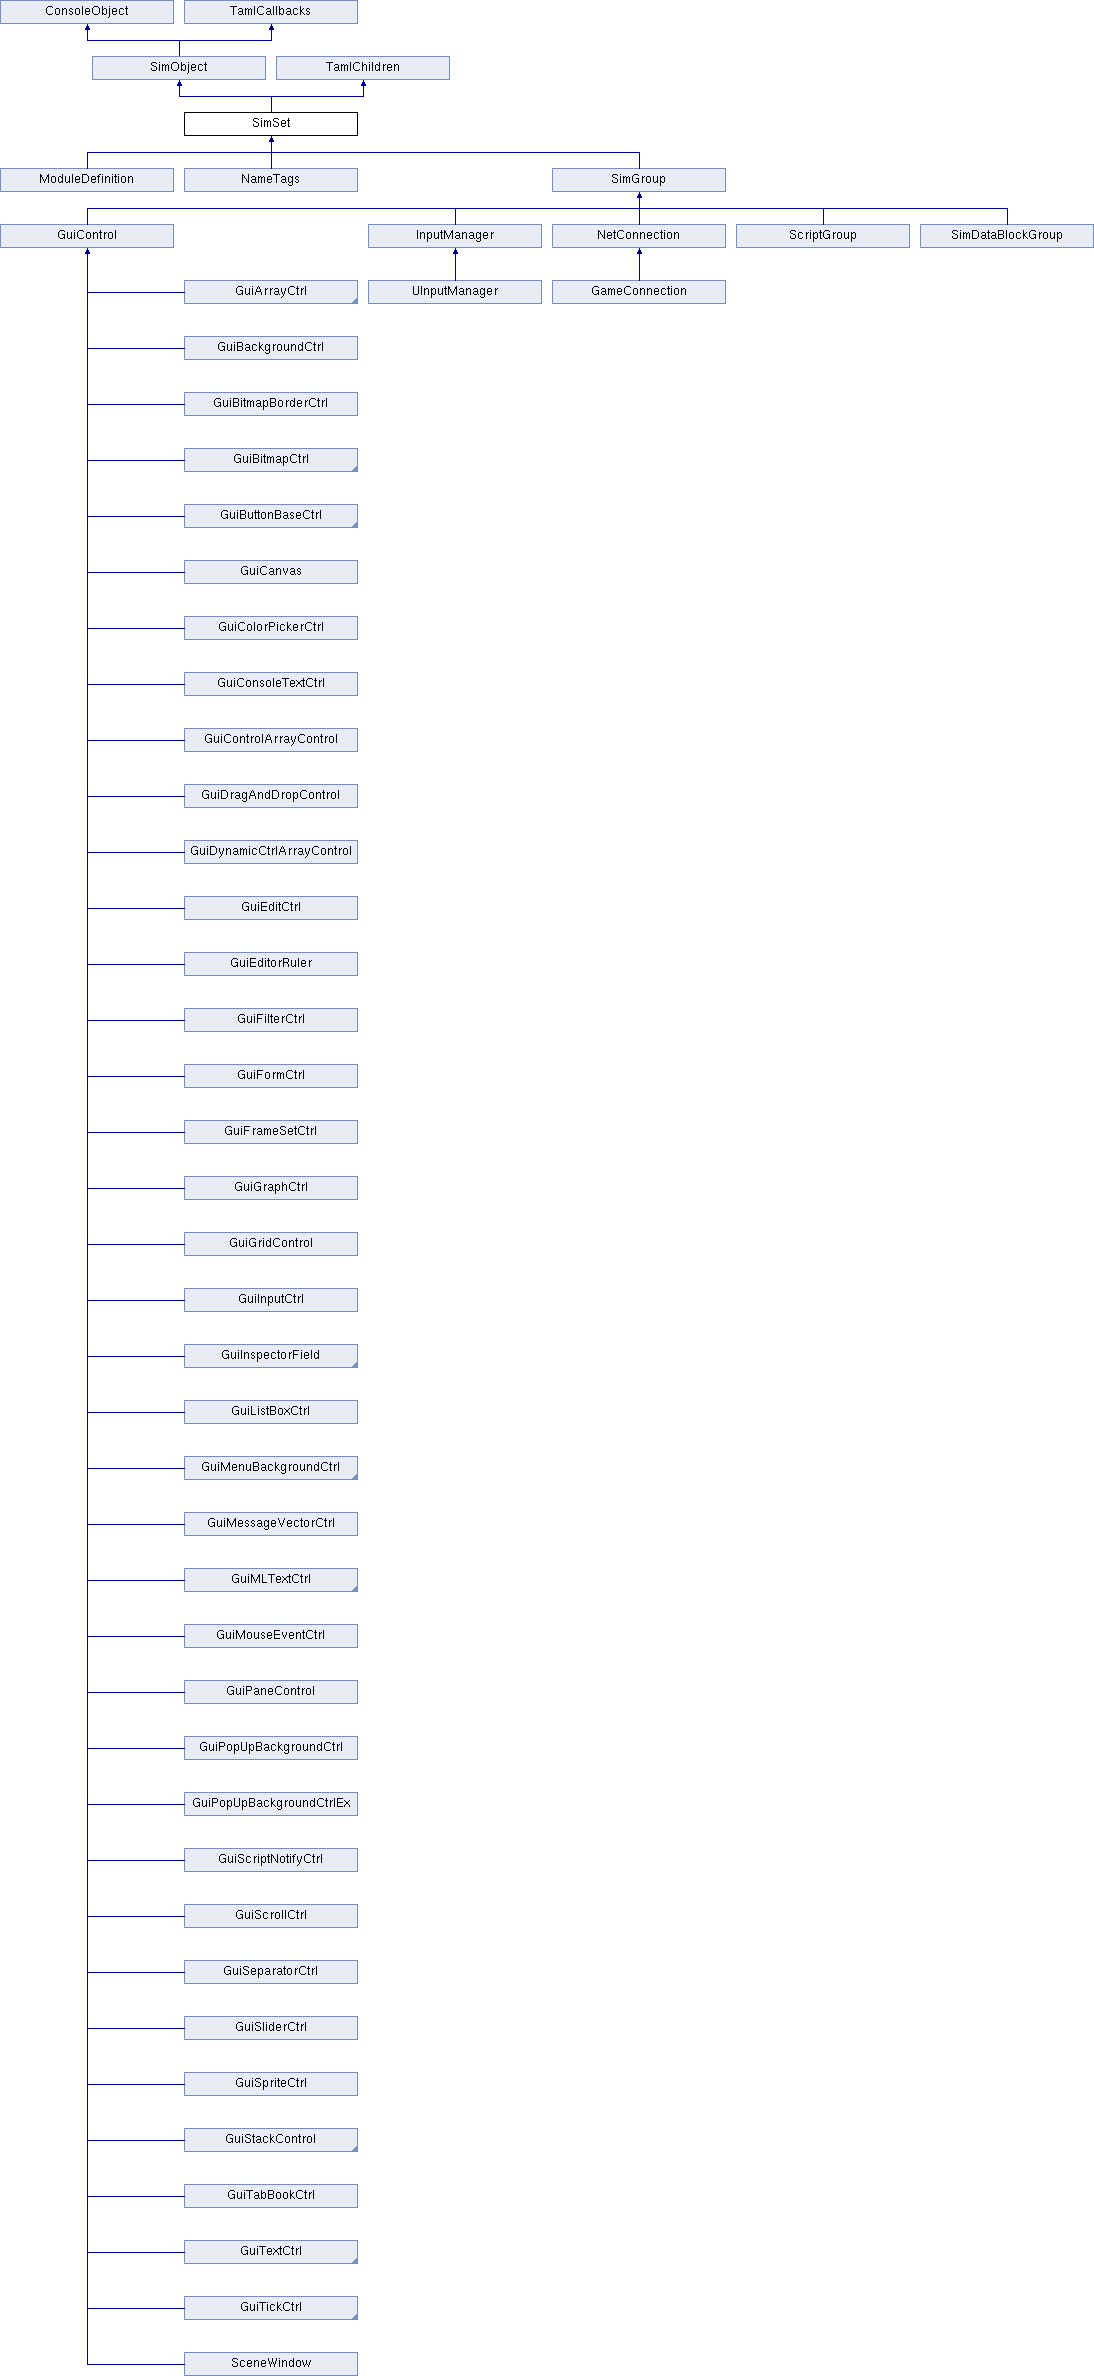 ConsoleObject
TamlCallbacks
SimObject
TamlChildren
SimSet
ModuleDefinition
NameTags
SimGroup
GuiControl
InputManager
NetConnection
ScriptGroup
SimDataBlockGroup
GuiArrayCtrl
UInputManager
GameConnection
GuiBackgroundCtrl
GuiBitmapBorderCtrl
GuiBitmapCtrl
GuiButtonBaseCtrl
GuiCanvas
GuiColorPickerCtrl
GuiConsoleTextCtrl
GuiControlArrayControl
GuiDragAndDropControl
GuiDynamicCtrlArrayControl
GuiEditCtrl
GuiEditorRuler
GuiFilterCtrl
GuiFormCtrl
GuiFrameSetCtrl
GuiGraphCtrl
GuiGridControl
GuiInputCtrl
GuiInspectorField
GuiListBoxCtrl
GuiMenuBackgroundCtrl
GuiMessageVectorCtrl
GuiMLTextCtrl
GuiMouseEventCtrl
GuiPaneControl
GuiPopUpBackgroundCtrl
GuiPopUpBackgroundCtrlEx
GuiScriptNotifyCtrl
GuiScrollCtrl
GuiSeparatorCtrl
GuiSliderCtrl
GuiSpriteCtrl
GuiStackControl
GuiTabBookCtrl
GuiTextCtrl
GuiTickCtrl
SceneWindow